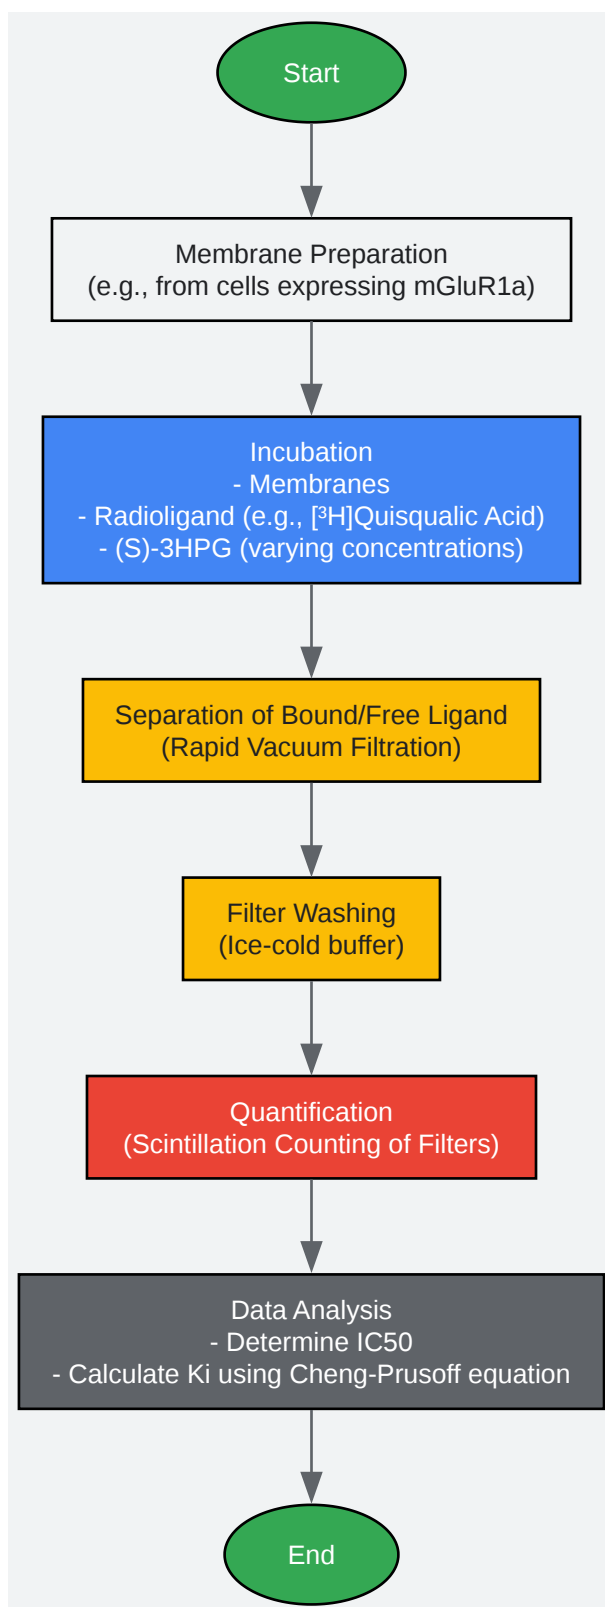 Start
Membrane Preparation
(e.g., from cells expressing mGluR1a)
Incubation
- Membranes
- Radioligand (e.g., [³H]Quisqualic Acid)
- (S)-3HPG (varying concentrations)
Separation of Bound/Free Ligand
(Rapid Vacuum Filtration)
Filter Washing
(Ice-cold buffer)
Quantification
(Scintillation Counting of Filters)
Data Analysis
- Determine IC50
- Calculate Ki using Cheng-Prusoff equation
End